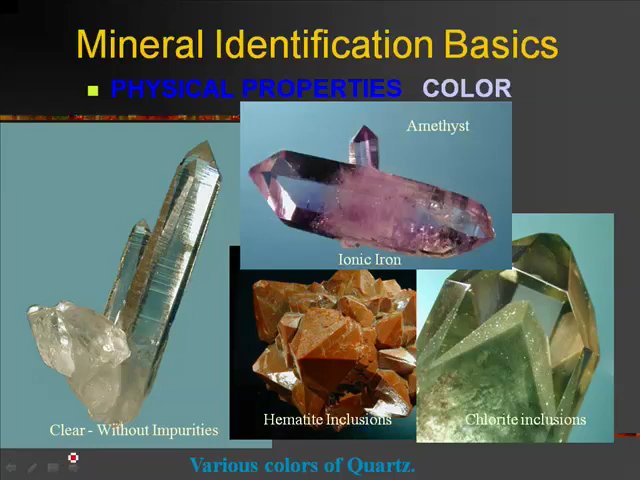 Mineral Identification Basics
PHYSICAL PROPERTIES COLOR
Amethyst
Ionic Iron
Clear - Without Impurities
Hematite Inclusions
Chlorite inclusions
Various colors of Quartz.